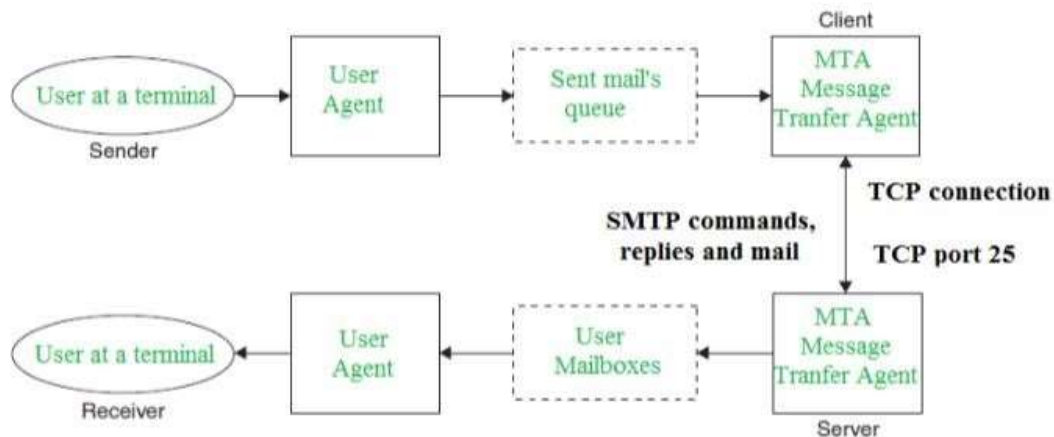 Client
User at a terminal
Sender
User
Agent
Sent mail's
queue
MTA
Message
Tranfer Agent
SMTP commands,
replies and mail
TCP connection
TCP port 25
User at a terminal
Receiver
User
Agent
User
Mailboxes
MTA
Message
Tranfer Agent
Server